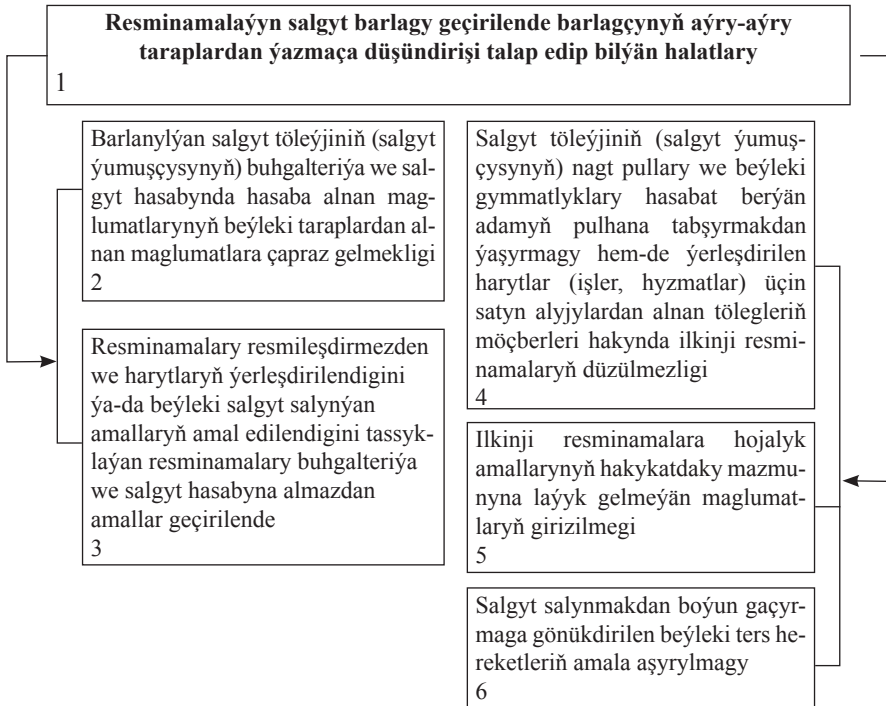 Resminamalaýyn salgyt barlagy geçirilende barlagçynyň aýry-aýry
taraplardan ýazmaça düşündirişi talap edip bilýän halatlary
1
Barlanylýan salgyt töleýjiniň (salgyt
ýumuşçysynyň) buhgalteriýa we sal-
gyt hasabynda hasaba alnan mag-
lumatlarynyň beýleki taraplardan al-
nan maglumatlara çapraz gelmekligi
2
Resminamalary resmileşdirmezden
we harytlaryň ýerleşdirilendigini
ýa-da beýleki salgyt salynýan
amallaryň amal edilendigini tassyk-
laýan resminamalary buhgalteriýa
we salgyt hasabyna almazdan
amallar geçirilende
3
Salgyt töleýjiniň (salgyt ýumuş-
çysynyň) nagt pullary we beýleki
gymmatlyklary hasabat berýän
adamyň pulhana tabşyrmakdan
ýaşyrmagy hem-de ýerleşdirilen
harytlar (işler, hyzmatlar) üçin
satyn alyjylardan alnan tölegleriň
möçberleri hakynda ilkinji resmi-
namalaryň düzülmezligi
4
Ilkinji resminamalara hojalyk
amallarynyň hakykatdaky mazmu-
nyna laýyk gelmeýän maglumat-
laryň girizilmegi
5
Salgyt salynmakdan boýun gaçyr-
maga gönükdirilen beýleki ters he-
reketleriň amala aşyrylmagy
6